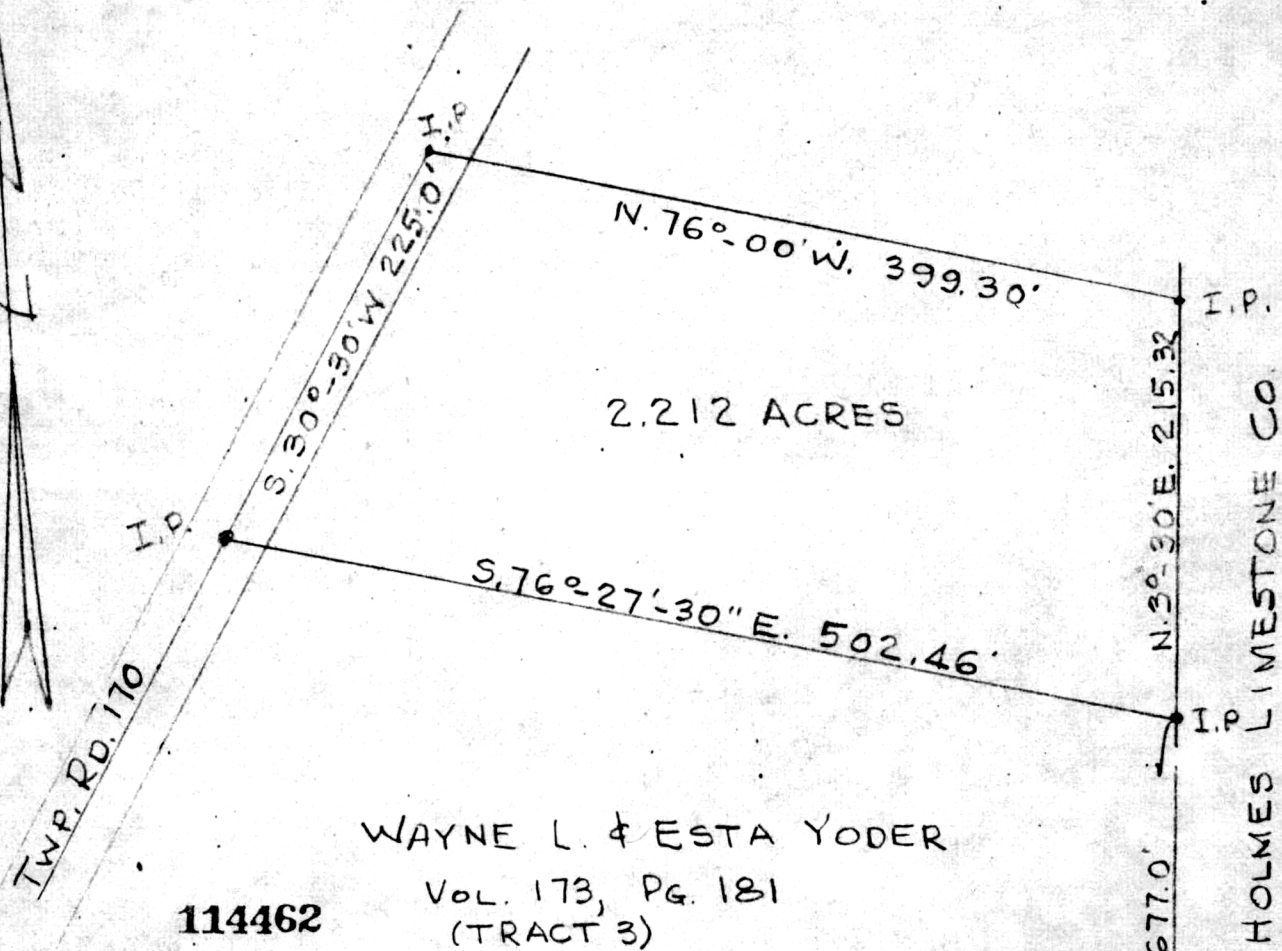 I.P.
N. 76°-00' W. 399.30'
I.P.
S. 30°-30' W 225.0'
2.212 ACRES
N. 3°-30' E. 215.32
I.P.
S. 76°-27'-30" E. 502.46'
I.P.
HOLMES LIMESTONE CO.
TWP. RD. 170
WAYNE L. & ESTA YODER
VOL. 173, PG. 181
(TRACT 3)
677.0'
114462